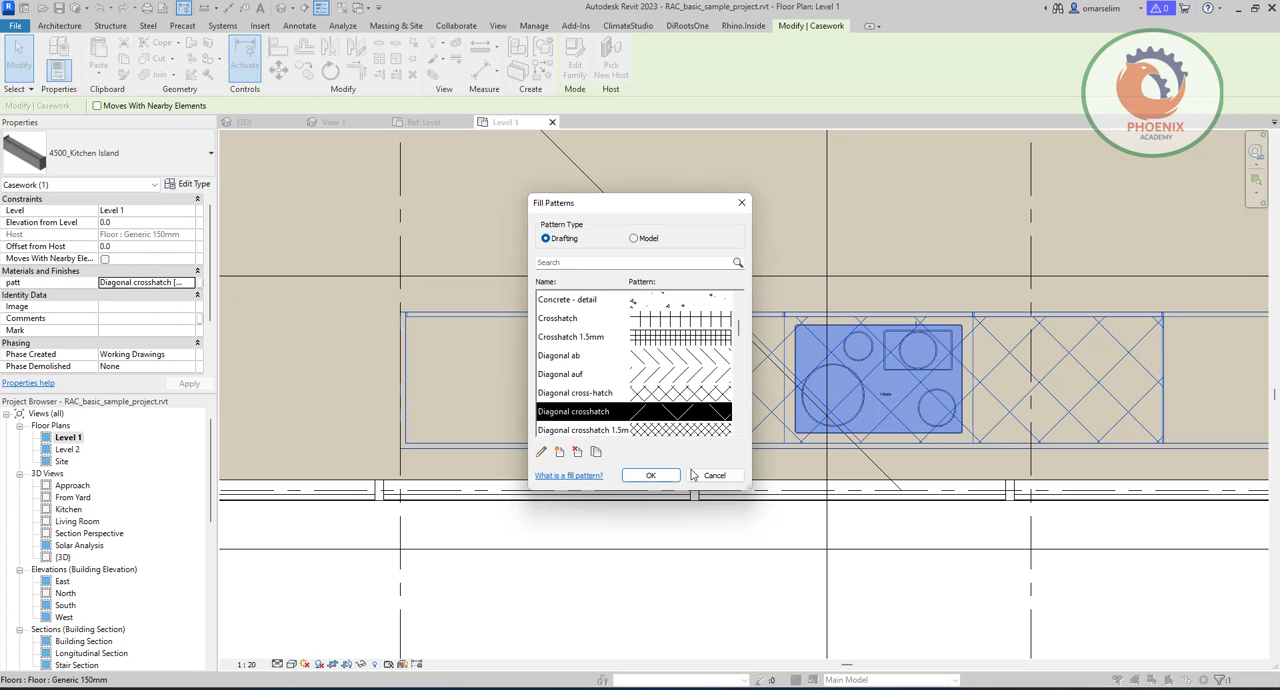 Autodesk Revit 2023 - RAC_basic_sample_project.rvt - Floor Plan: Level 1
omarselim
0
File Architecture Structure Steel Precast Systems Insert Annotate Analyze Massing & Site Collaborate View Manage Add-Ins ClimateStudio DiRootsOne Rhino.Inside Modify | Casework
Modify
Paste
Cope
Cut
Join
Activate
Edit Family
Pick New Host
Select Properties Clipboard Geometry Controls Modify View Measure Create Mode Host
Modify | Casework Moves With Nearby Elements
PHOENIX
ACADEMY
Properties
{3D} View 1 Ref. Level Level 1
4500_Kitchen Island
Casework (1) Edit Type
Constraints
Level Level 1
Elevation from Level 0.0
Host Floor : Generic 150mm
Offset from Host 0.0
Moves With Nearby Ele...
Materials and Finishes
patt Diagonal crosshatch [...
Identity Data
Image
Comments
Mark
Phasing
Phase Created Working Drawings
Phase Demolished None
Properties help Apply
Project Browser - RAC_basic_sample_project.rvt
Views (all)
Floor Plans
Level 1
Level 2
Site
3D Views
Approach
From Yard
Kitchen
Living Room
Section Perspective
Solar Analysis
{3D}
Elevations (Building Elevation)
East
North
South
West
Sections (Building Section)
Building Section
Longitudinal Section
Stair Section
Fill Patterns
Pattern Type
Drafting Model
Search
Name: Pattern:
Concrete - detail
Crosshatch
Crosshatch 1.5mm
Diagonal ab
Diagonal auf
Diagonal cross-hatch
Diagonal crosshatch
Diagonal crosshatch 1.5m
What is a fill pattern? OK Cancel
1 : 20
Floors : Floor : Generic 150mm
:0 Main Model :1